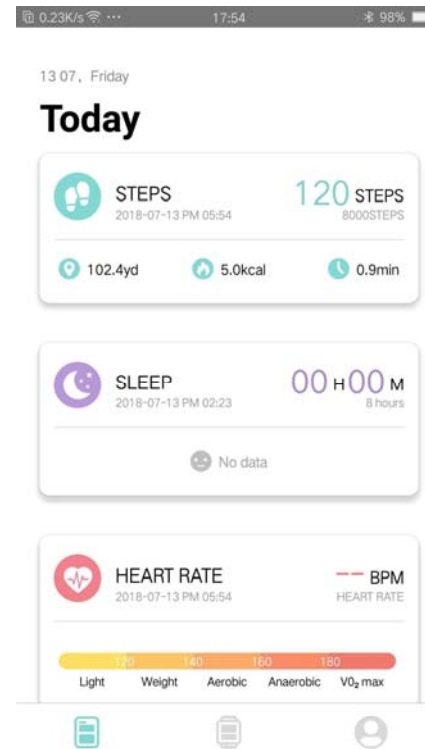 0.23K/s ... 17:54 98%
13 07, Friday
Today
STEPS 120 STEPS
2018-07-13 PM 05:54 8000STEPS
102.4yd 5.0kcal 0.9min
SLEEP 00 H 00 M
2018-07-13 PM 02:23 8 hours
No data
HEART RATE -- BPM
2018-07-13 PM 05:54 HEART RATE
120 140 160 180
Light Weight Aerobic Anaerobic VO₂ max